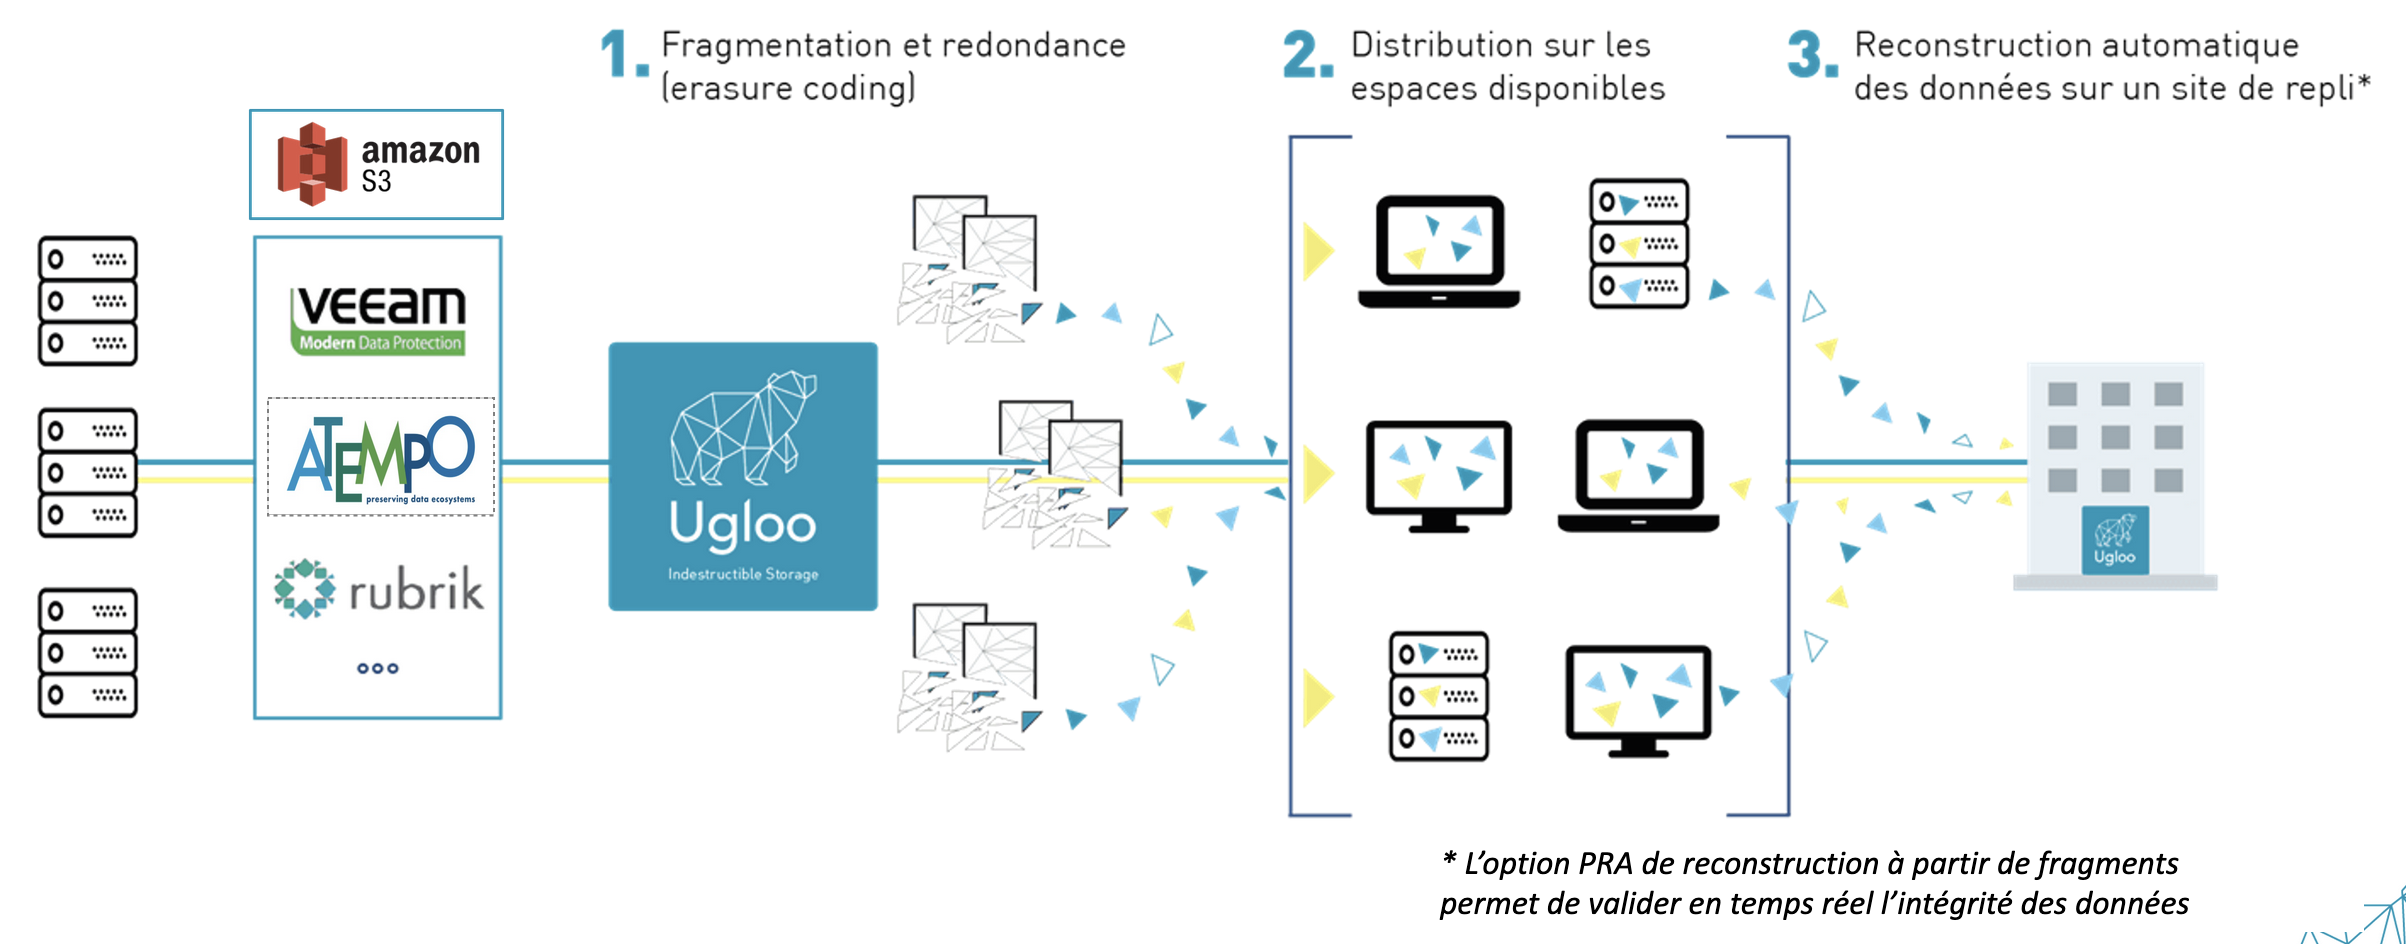 1. Fragmentation et redondance
(erasure coding)
2. Distribution sur les
espaces disponibles
3. Reconstruction automatique
des données sur un site de repli*
amazon
S3
veeam
Modern Data Protection
ATEMPO
preserving data ecosystems
rubrik
Ugloo
Indestructible Storage
Ugloo
* L’option PRA de reconstruction à partir de fragments
permet de valider en temps réel l’intégrité des données